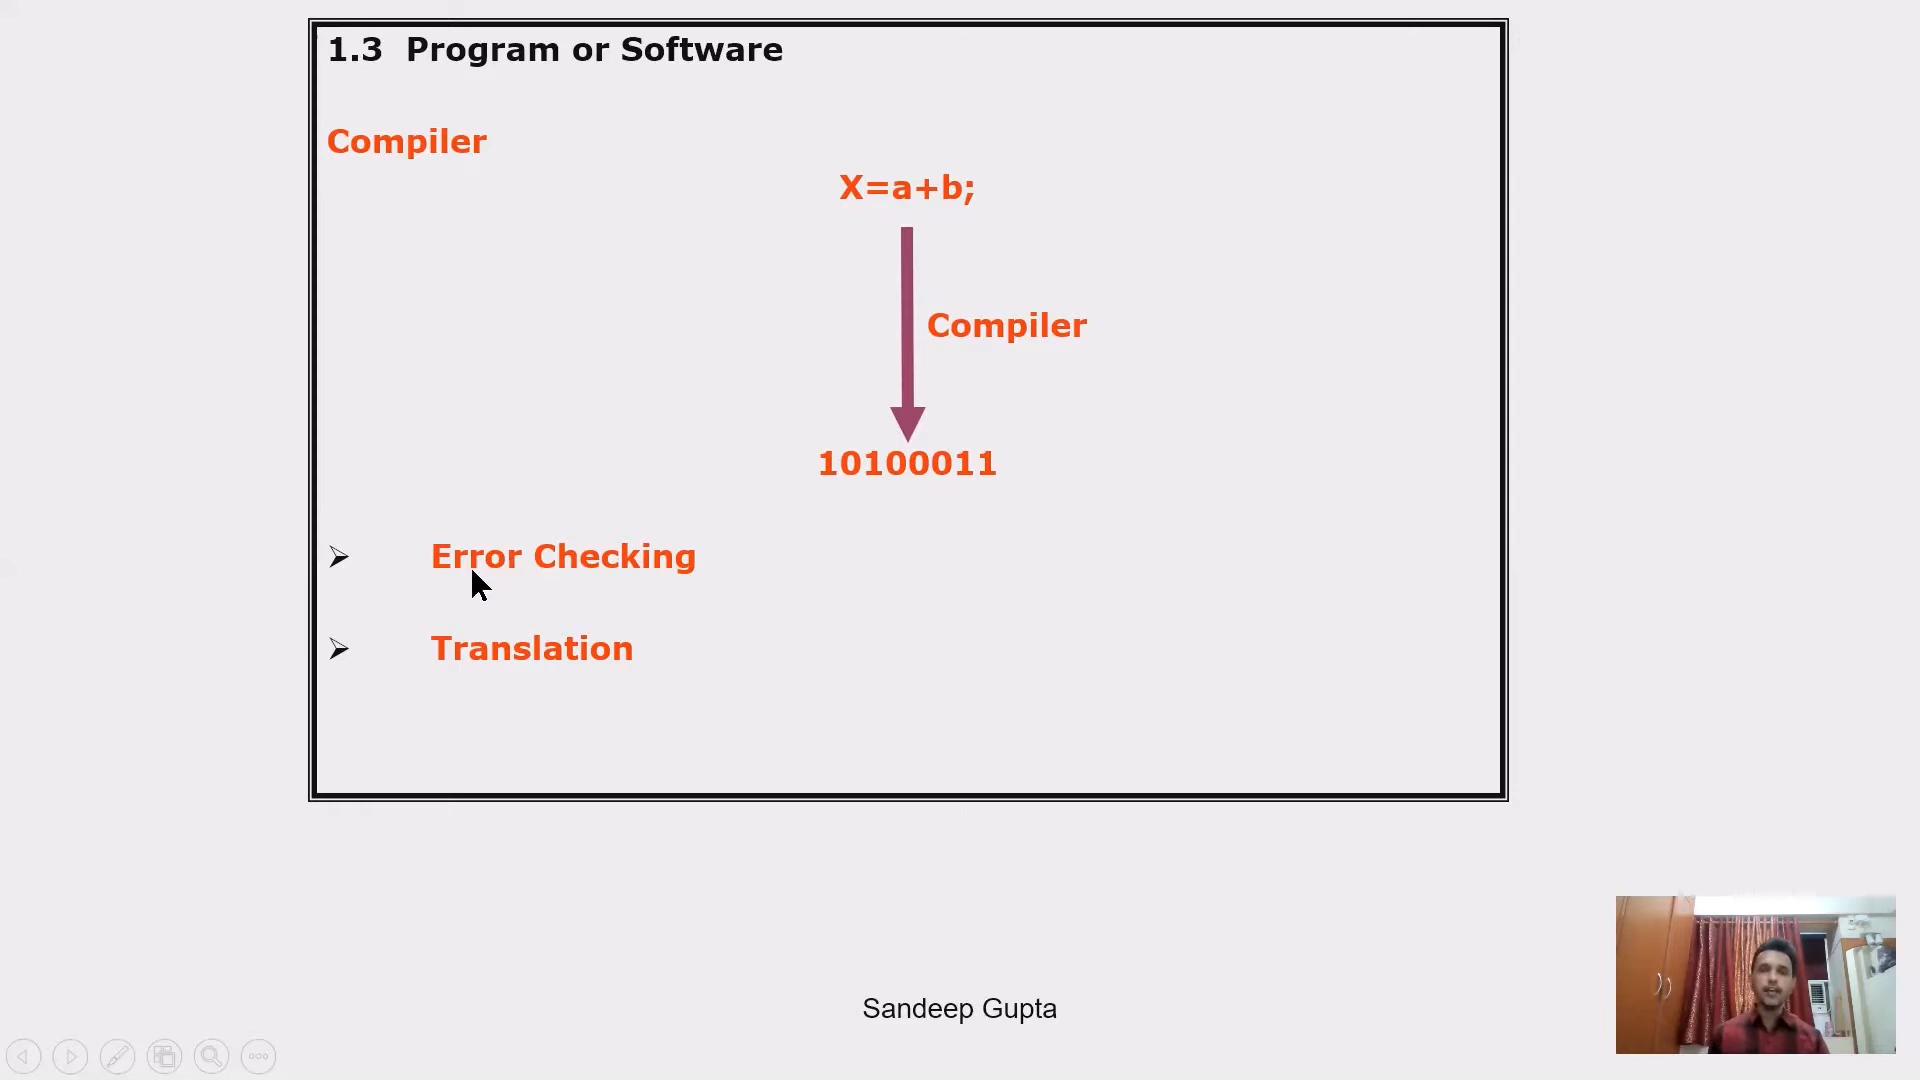 1.3 Program or Software
Compiler
X=a+b;
Compiler
10100011
Error Checking
Translation
Sandeep Gupta